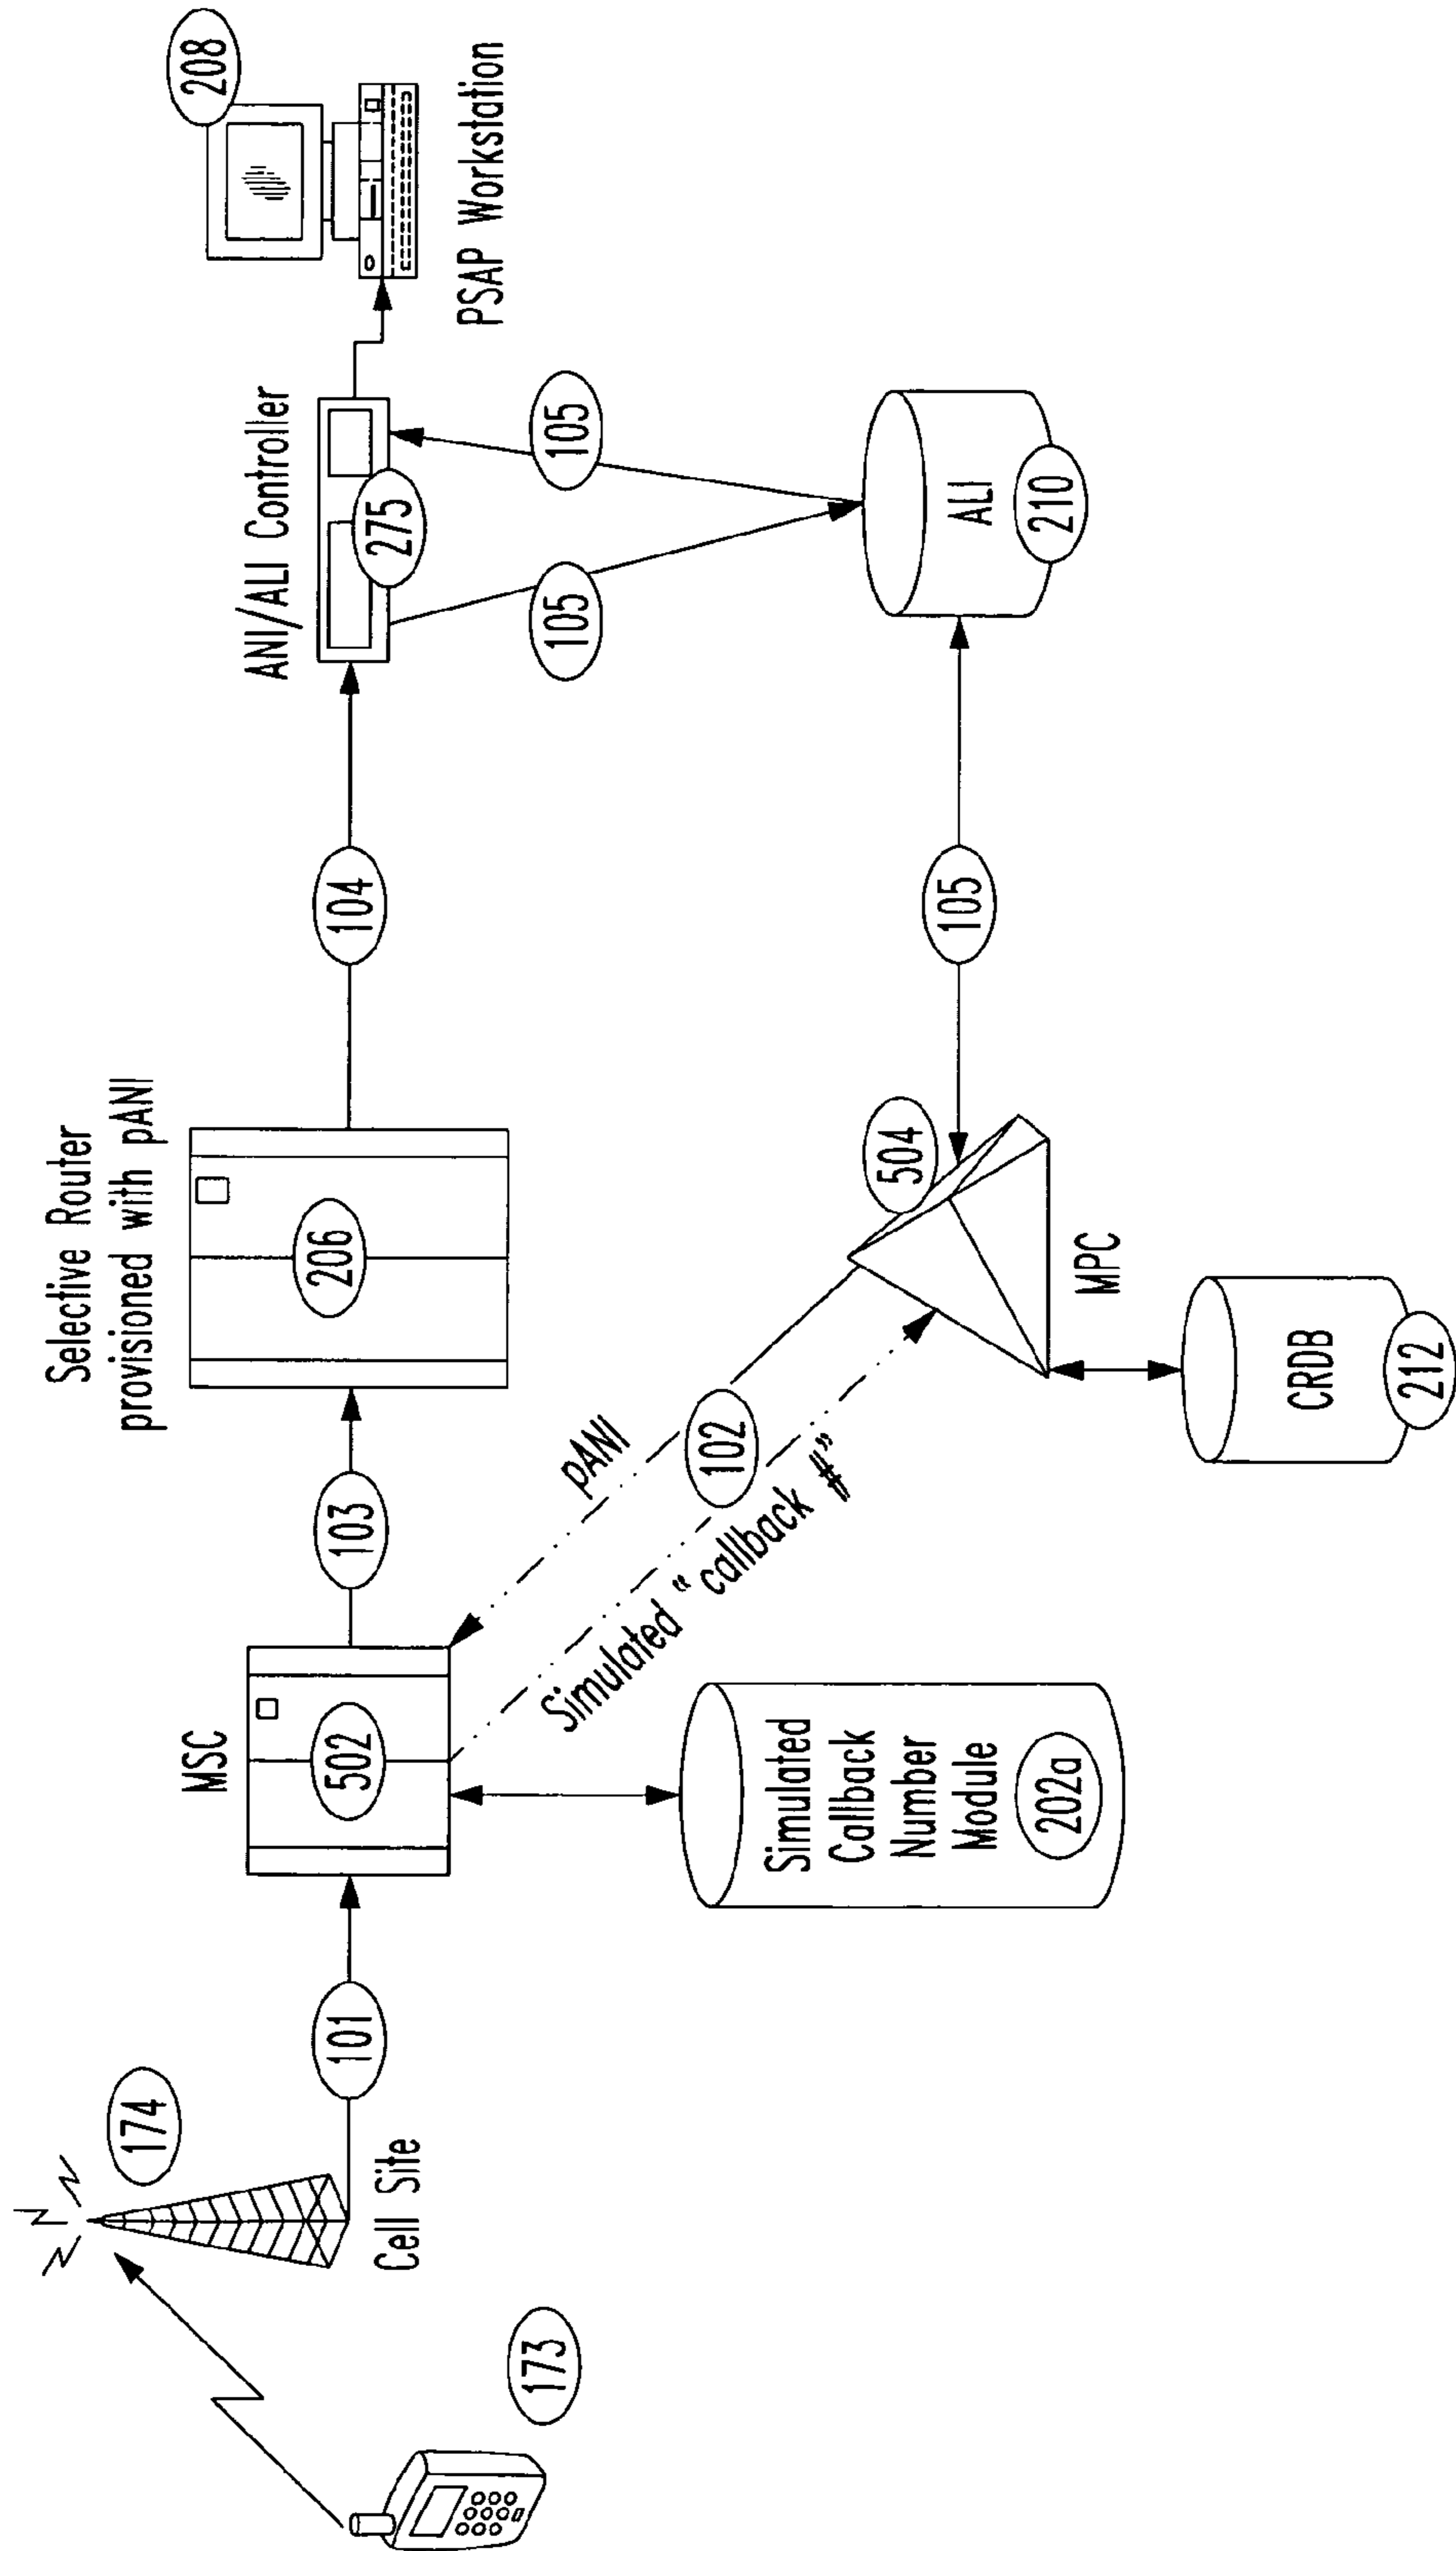 174
Cell Site
173
101
MSC
502
Simulated
Callback
Number
Module
202a
103
Selective Router
provisioned with pANI
206
pANI
102
Simulated “ callback #”
504
MPC
CRDB
212
104
ANI/ALI Controller
275
105
105
105
ALI
210
208
PSAP Workstation